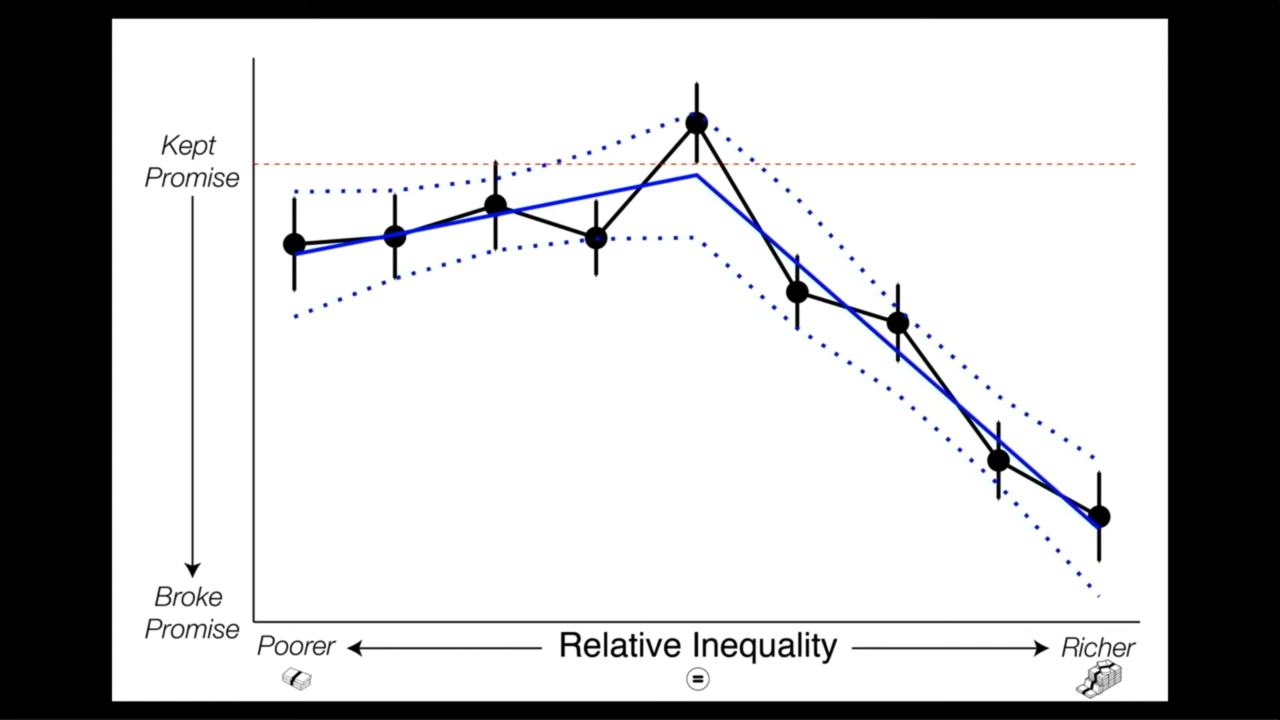 Kept
Promise
Broke
Promise
Poorer
Relative Inequality
Richer
=